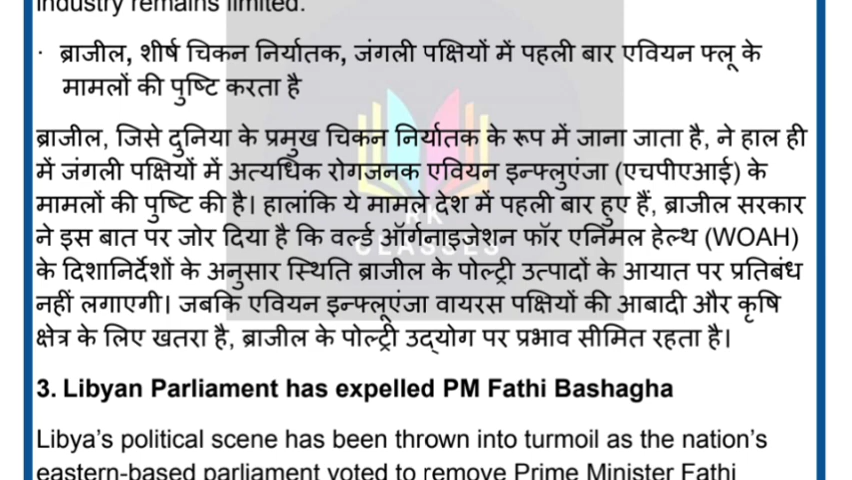 industry remains limited.
· ब्राजील, शीर्ष चिकन निर्यातक, जंगली पक्षियों में पहली बार एवियन फ्लू के
मामलों की पुष्टि करता है
ब्राजील, जिसे दुनिया के प्रमुख चिकन निर्यातक के रूप में जाना जाता है, ने हाल ही
में जंगली पक्षियों में अत्यधिक रोगजनक एवियन इन्फ्लुएंजा (एचपीएआई) के
मामलों की पुष्टि की है। हालांकि ये मामले देश में पहली बार हुए हैं, ब्राजील सरकार
ने इस बात पर जोर दिया है कि वर्ल्ड ऑर्गनाइजेशन फॉर एनिमल हेल्थ (WOAH)
के दिशानिर्देशों के अनुसार स्थिति ब्राजील के पोल्ट्री उत्पादों के आयात पर प्रतिबंध
नहीं लगाएगी। जबकि एवियन इन्फ्लूएंजा वायरस पक्षियों की आबादी और कृषि
क्षेत्र के लिए खतरा है, ब्राजील के पोल्ट्री उद्योग पर प्रभाव सीमित रहता है।
3. Libyan Parliament has expelled PM Fathi Bashagha
Libya’s political scene has been thrown into turmoil as the nation’s
eastern-based parliament voted to remove Prime Minister Fathi